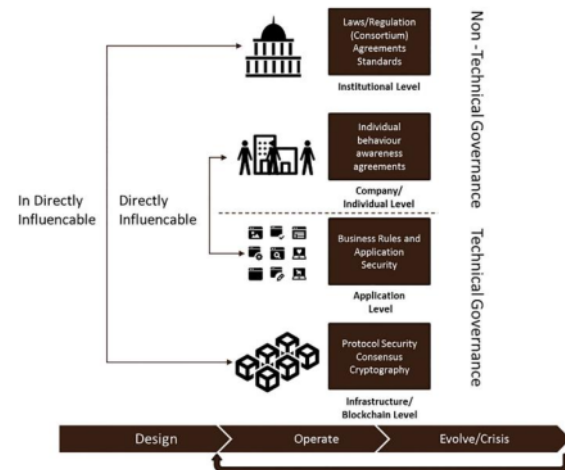 Laws/Regulation
(Consortium)
Agreements
Standards
Institutional Level
Individual
behaviour
awareness
agreements
Company/
Individual Level
In Directly
Influencable
Directly
Influencable
Business Rules and
Application
Security
Application
Level
Protocol Security
Consensus
Cryptography
Infrastructure/
Blockchain Level
Non -Technical Governance
Technical Governance
Design
Operate
Evolve/Crisis